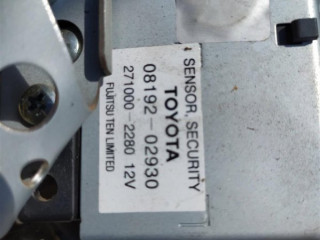 SENSOR, SECURITY
TOYOTA
08192-02930
271000-2280 12V
FUJITSU TEN LIMITED